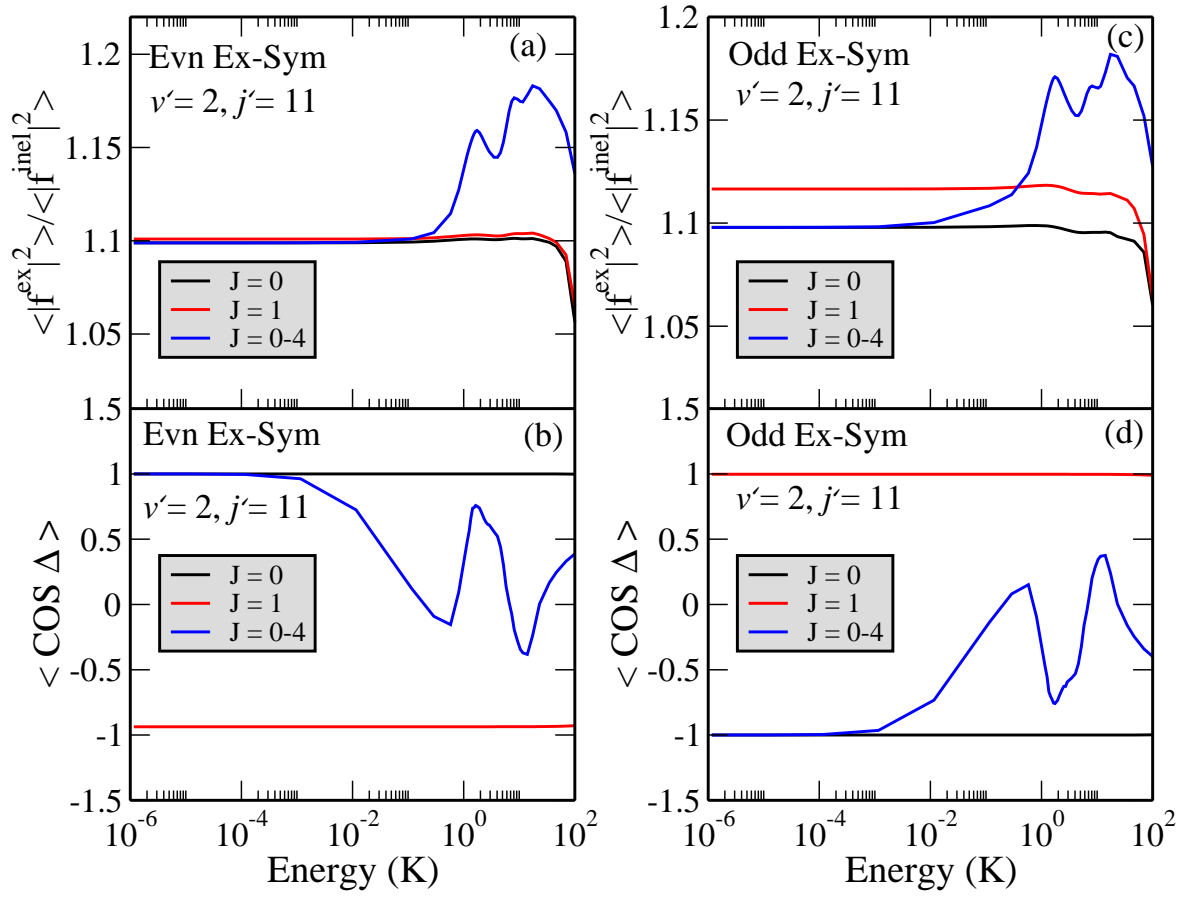 1.2
1.15
1.1
1.05
<|f^ex|^2>/<|f^inel|^2>
Evn Ex-Sym
(a)
v′= 2, j′= 11
J = 0
J = 1
J = 0-4
1.2
1.15
1.1
1.05
<|f^ex|^2>/<|f^inel|^2>
Odd Ex-Sym
(c)
v′= 2, j′= 11
J = 0
J = 1
J = 0-4
1.5
1
0.5
0
-0.5
-1
-1.5
< COS Δ >
Evn Ex-Sym
(b)
v′= 2, j′= 11
J = 0
J = 1
J = 0-4
10^-6
10^-4
10^-2
10^0
10^2
Energy (K)
1.5
1
0.5
0
-0.5
-1
-1.5
< COS Δ >
Odd Ex-Sym
(d)
v′= 2, j′= 11
J = 0
J = 1
J = 0-4
10^-6
10^-4
10^-2
10^0
10^2
Energy (K)